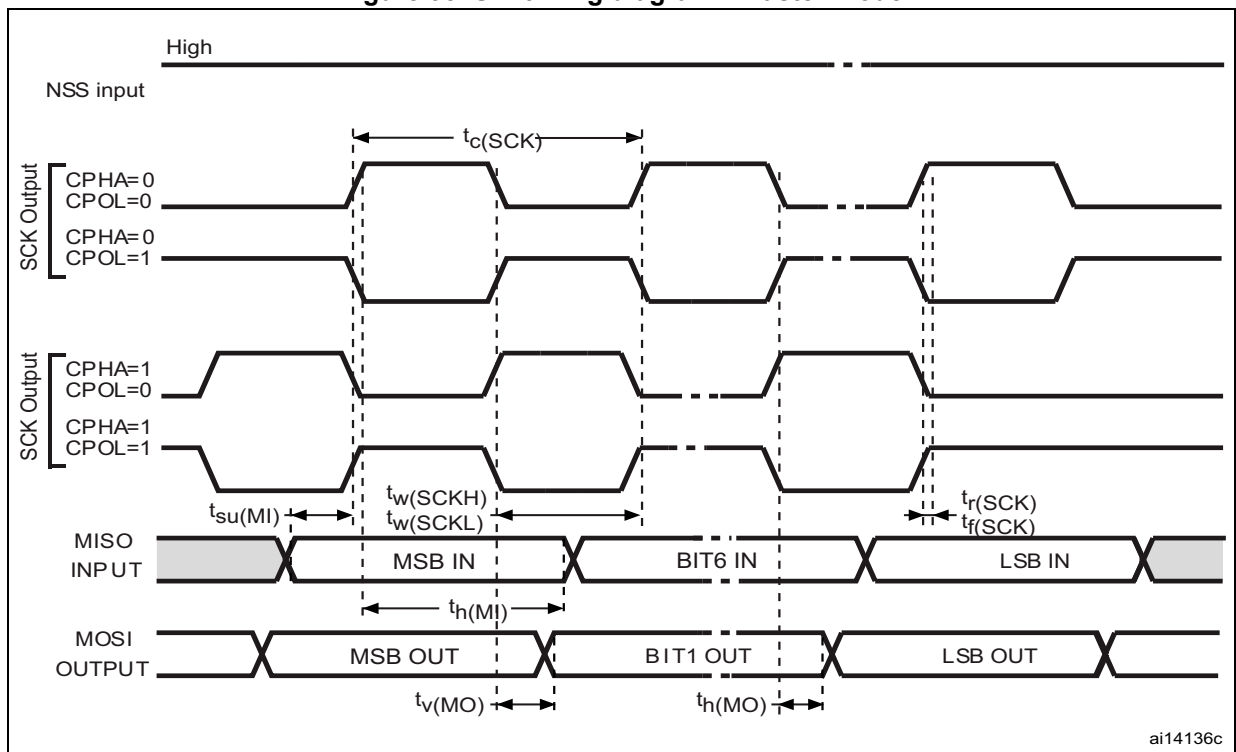 High
NSS input
tc(SCK)
SCK Output
CPHA=0
CPOL=0
CPHA=0
CPOL=1
SCK Output
CPHA=1
CPOL=0
CPHA=1
CPOL=1
tsu(MI)
tw(SCKH)
tw(SCKL)
tr(SCK)
tf(SCK)
MISO
INPUT
MSB IN
BIT6 IN
LSB IN
th(MI)
MOSI
OUTPUT
MSB OUT
BIT1 OUT
LSB OUT
tv(MO)
th(MO)
ai14136c